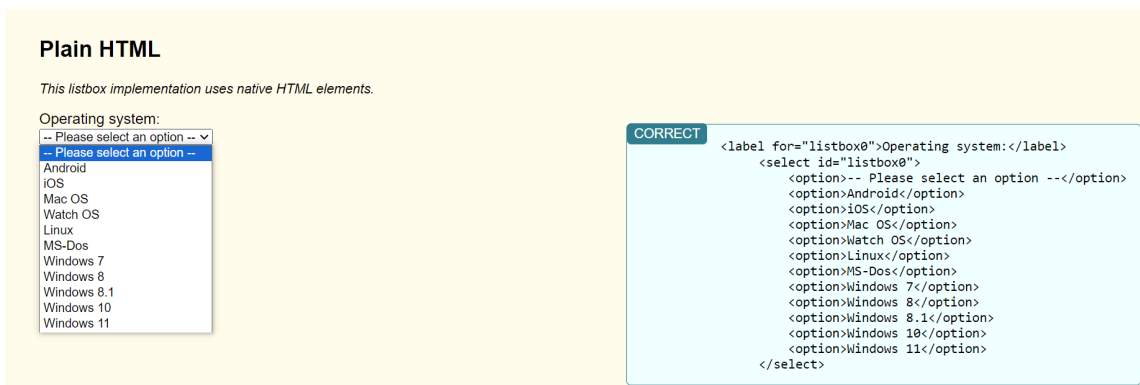 Plain HTML
This listbox implementation uses native HTML elements.
Operating system:
-- Please select an option --
-- Please select an option --
Android
iOS
Mac OS
Watch OS
Linux
MS-Dos
Windows 7
Windows 8
Windows 8.1
Windows 10
Windows 11
CORRECT
<label for="listbox0">Operating system:</label>
<select id="listbox0">
<option>-- Please select an option --</option>
<option>Android</option>
<option>iOS</option>
<option>Mac OS</option>
<option>Watch OS</option>
<option>Linux</option>
<option>MS-Dos</option>
<option>Windows 7</option>
<option>Windows 8</option>
<option>Windows 8.1</option>
<option>Windows 10</option>
<option>Windows 11</option>
</select>